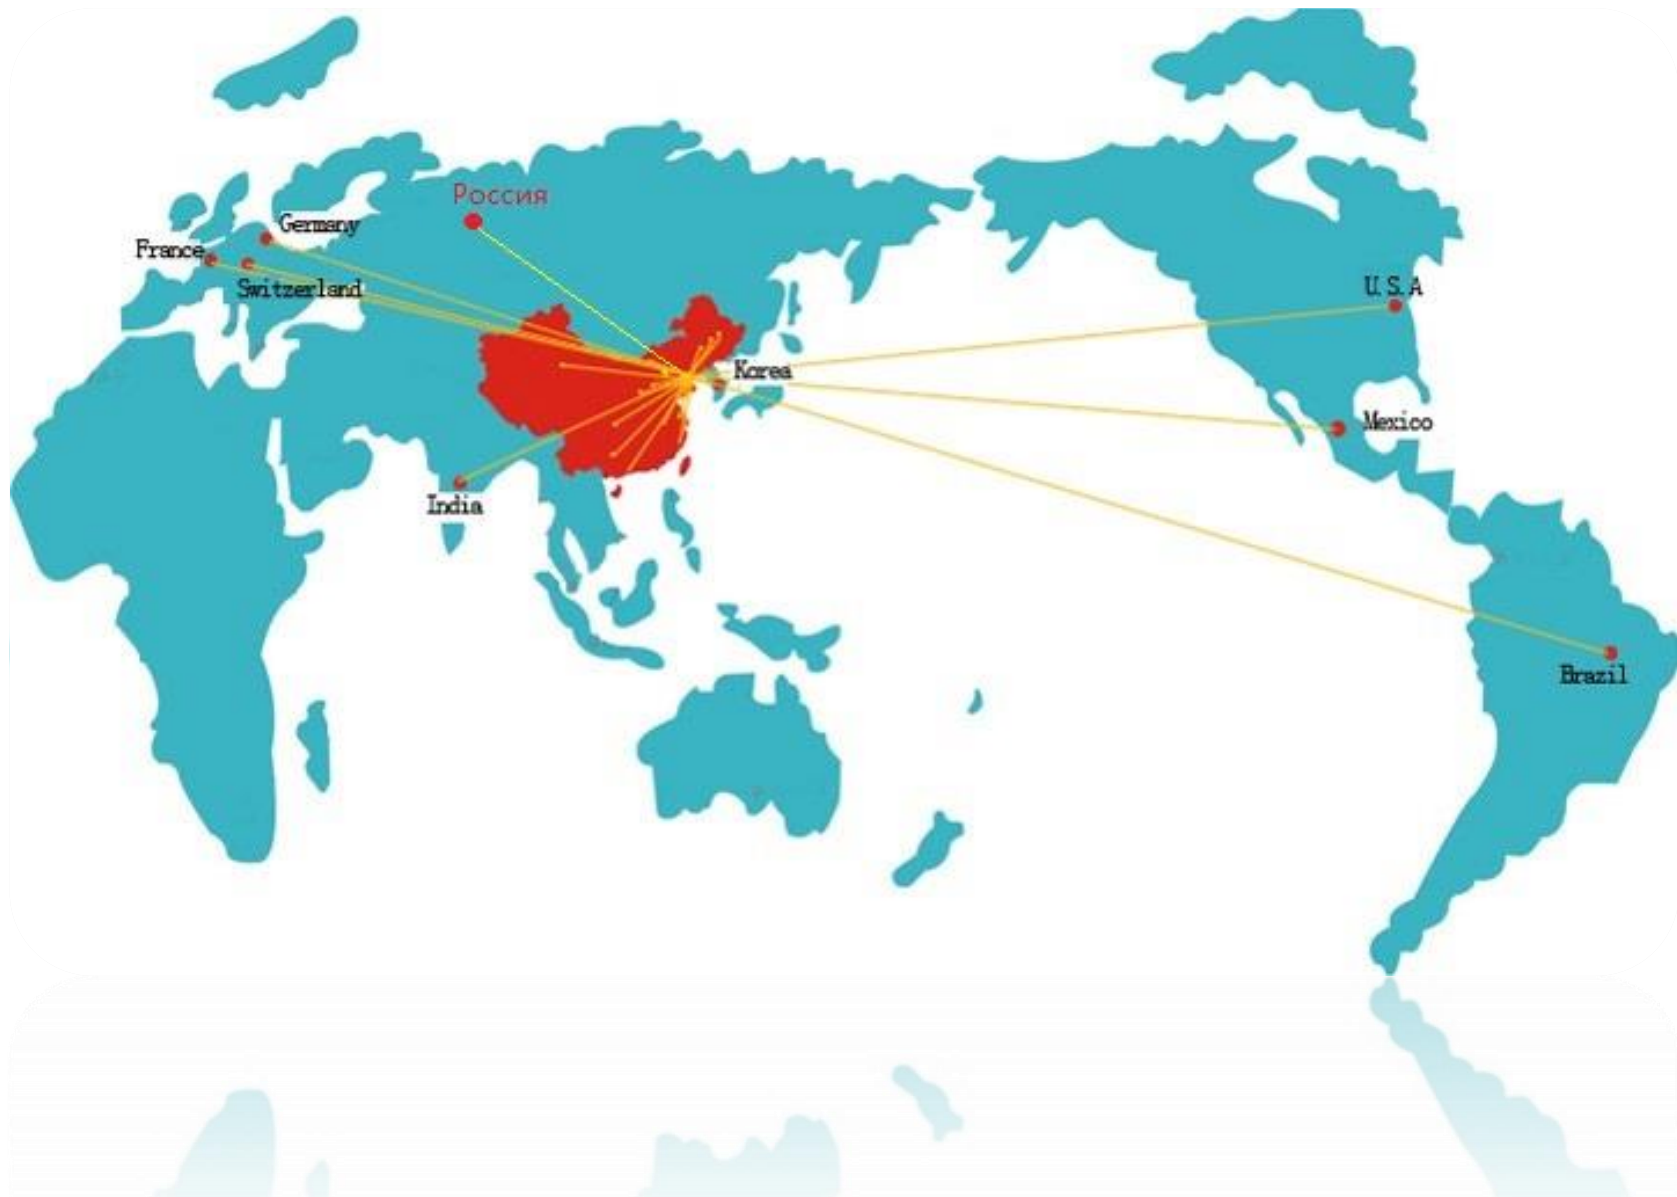 Россия
Germany
France
Switzerland
U.S.A
Korea
Mexico
India
Brazil